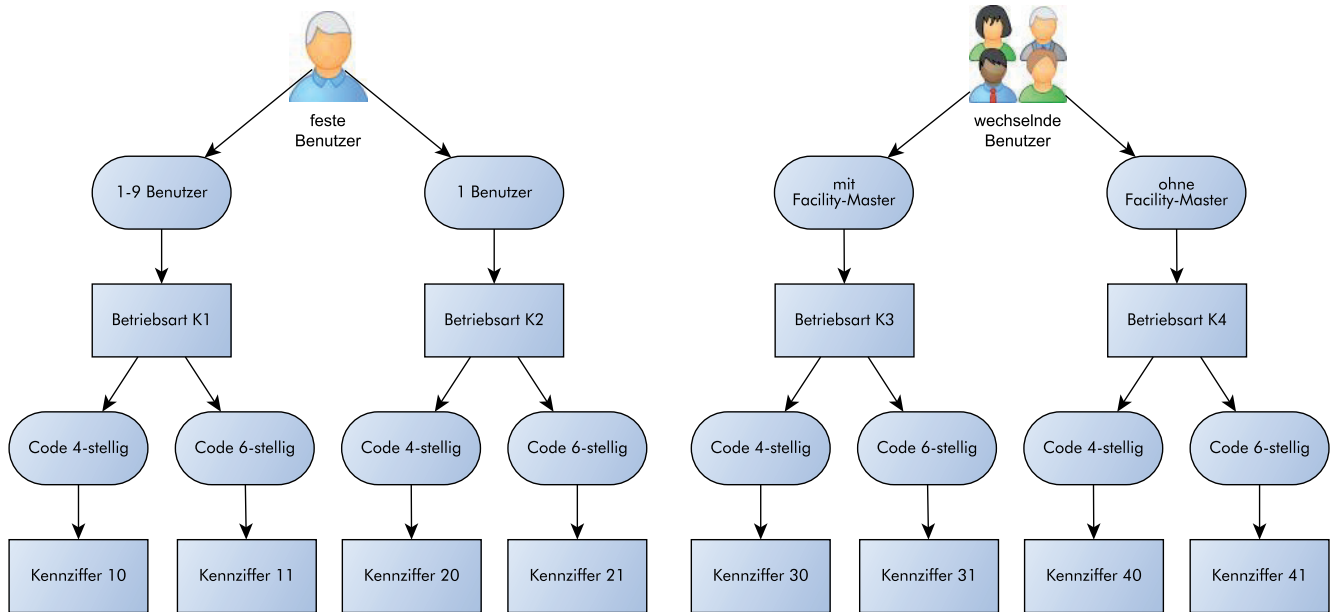 feste
Benutzer
wechselnde
Benutzer
1-9 Benutzer
1 Benutzer
mit
Facility-Master
ohne
Facility-Master
Betriebsart K1
Betriebsart K2
Betriebsart K3
Betriebsart K4
Code 4-stellig
Code 6-stellig
Code 4-stellig
Code 6-stellig
Code 4-stellig
Code 6-stellig
Code 4-stellig
Code 6-stellig
Kennziffer 10
Kennziffer 11
Kennziffer 20
Kennziffer 21
Kennziffer 30
Kennziffer 31
Kennziffer 40
Kennziffer 41